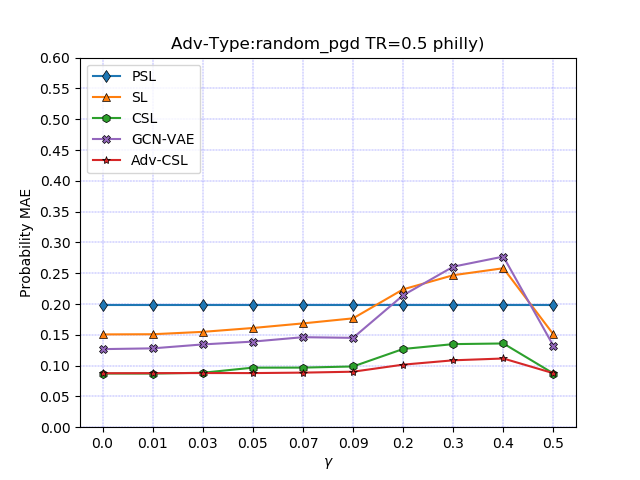 Adv-Type:random_pgd TR=0.5 philly)
0.60
0.55
0.50
0.45
0.40
0.35
0.30
0.25
0.20
0.15
0.10
0.05
0.00
Probability MAE
PSL
SL
CSL
GCN-VAE
Adv-CSL
0.0 0.01 0.03 0.05 0.07 0.09 0.2 0.3 0.4 0.5
γ